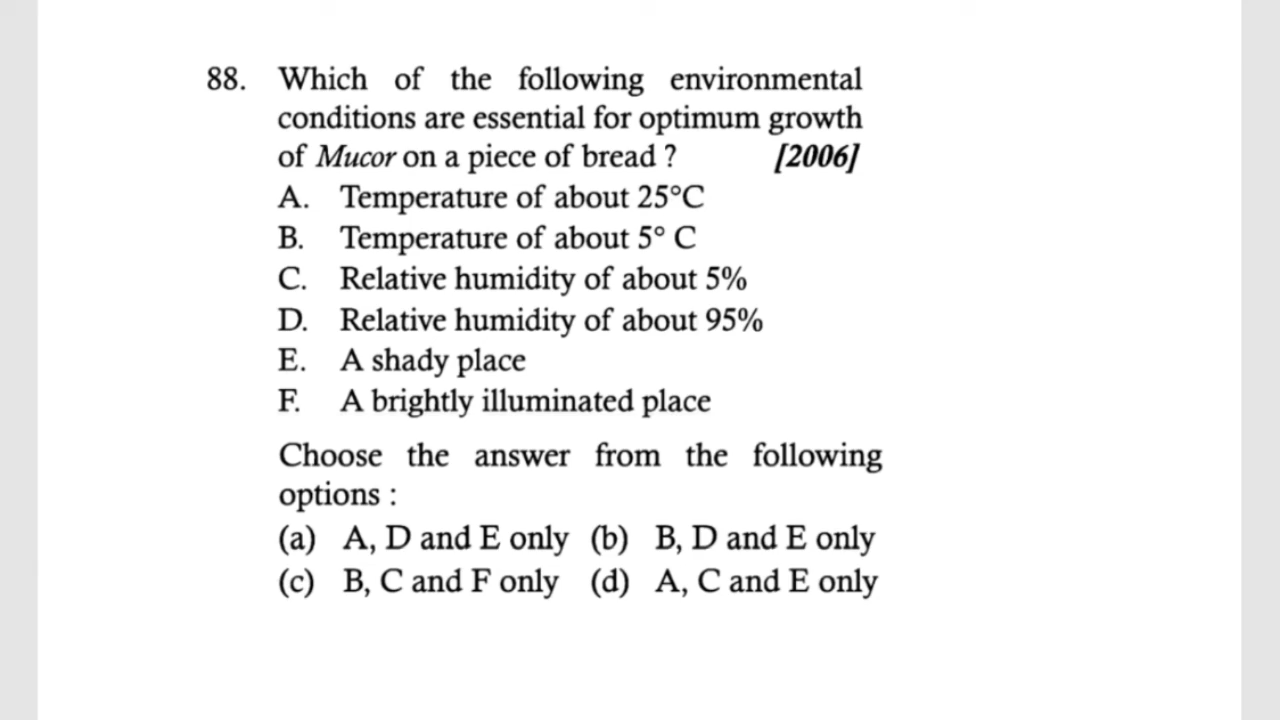 88. Which of the following environmental
conditions are essential for optimum growth
of Mucor on a piece of bread ? [2006]
A. Temperature of about 25°C
B. Temperature of about 5° C
C. Relative humidity of about 5%
D. Relative humidity of about 95%
E. A shady place
F. A brightly illuminated place
Choose the answer from the following
options :
(a) A, D and E only (b) B, D and E only
(c) B, C and F only (d) A, C and E only